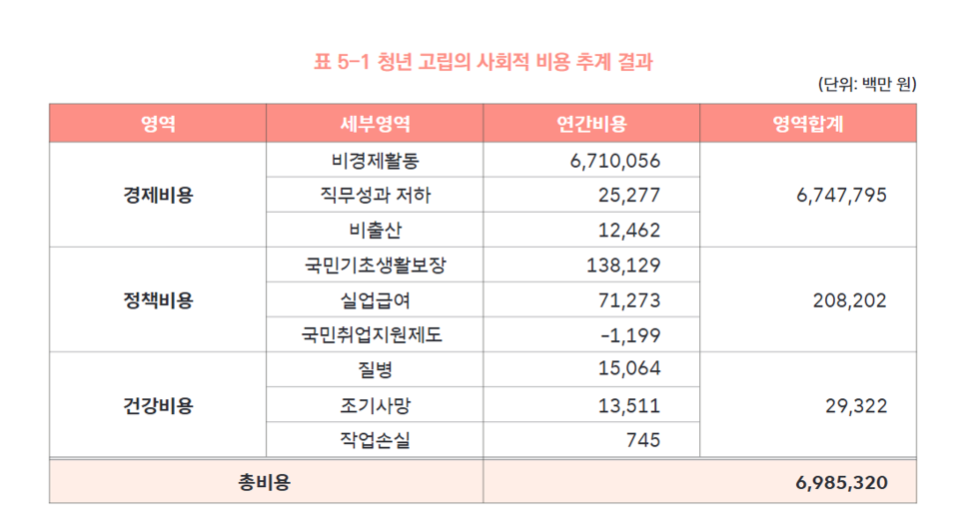 표 5-1 청년 고립의 사회적 비용 추계 결과
(단위: 백만 원)
영역 세부영역 연간비용 영역합계
경제비용 비경제활동 6,710,056 6,747,795
직무성과 저하 25,277
비출산 12,462
정책비용 국민기초생활보장 138,129 208,202
실업급여 71,273
국민취업지원제도 -1,199
건강비용 질병 15,064 29,322
조기사망 13,511
작업손실 745
총비용 6,985,320